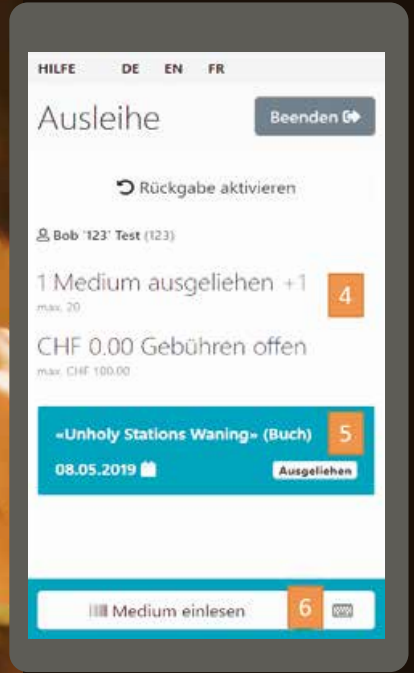 HILFE DE EN FR
Ausleihe
Beenden
Rückgabe aktivieren
Bob '123' Test (123)
1 Medium ausgeliehen +1
4
max. 20
CHF 0.00 Gebühren offen
max. CHF 100.00
«Unholy Stations Waning» (Buch)
5
08.05.2019
Ausgeliehen
Medium einlesen
6